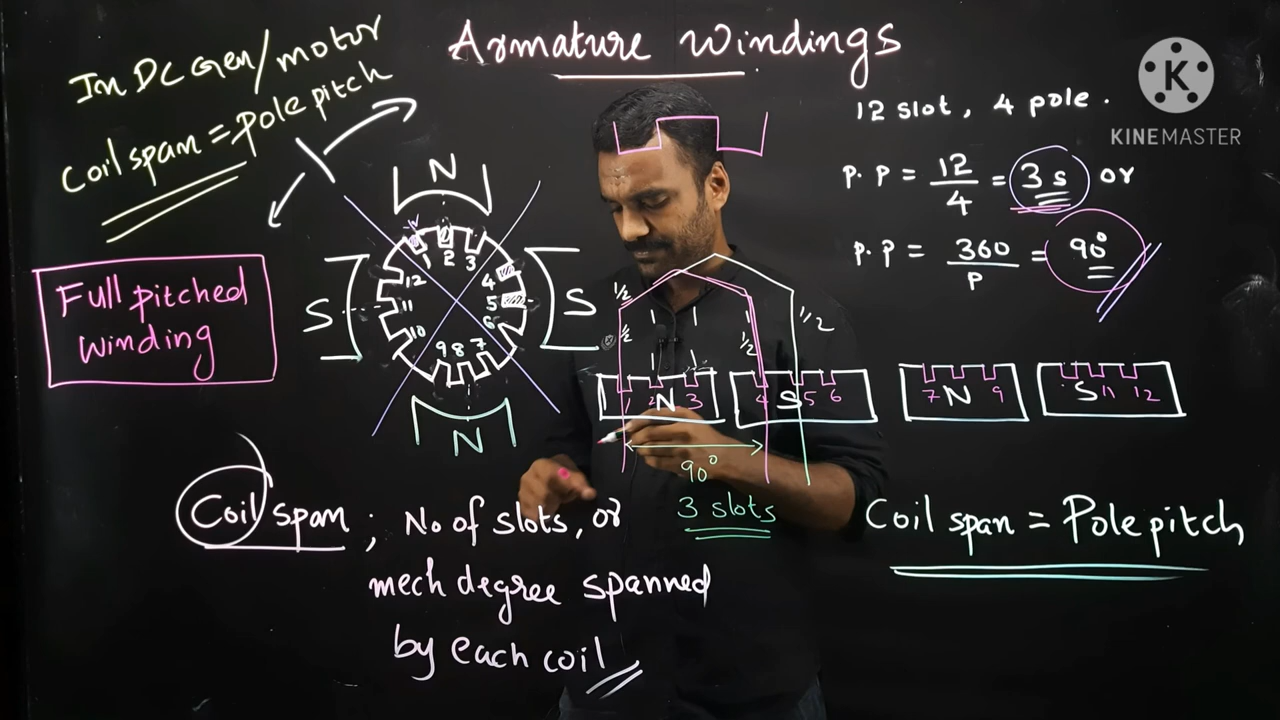 Armature windings
In DC Gen/motor
Coil span = Pole pitch
12 slot, 4 pole.
KINEMASTER
P.P = 12/4 = 3 s or
P.P = 360/P = 90°
Full pitched
winding
N
S
S
N
1 2 3 4 5 6 7 8 9 10 11 12
1/2
1/2
1/2
1/2
1 2 N 3
4 S 5 6
7 N 9
S 11 12
90°
3 slots
Coil span ; No of slots, or
mech degree spanned
by each coil
Coil span = Pole pitch